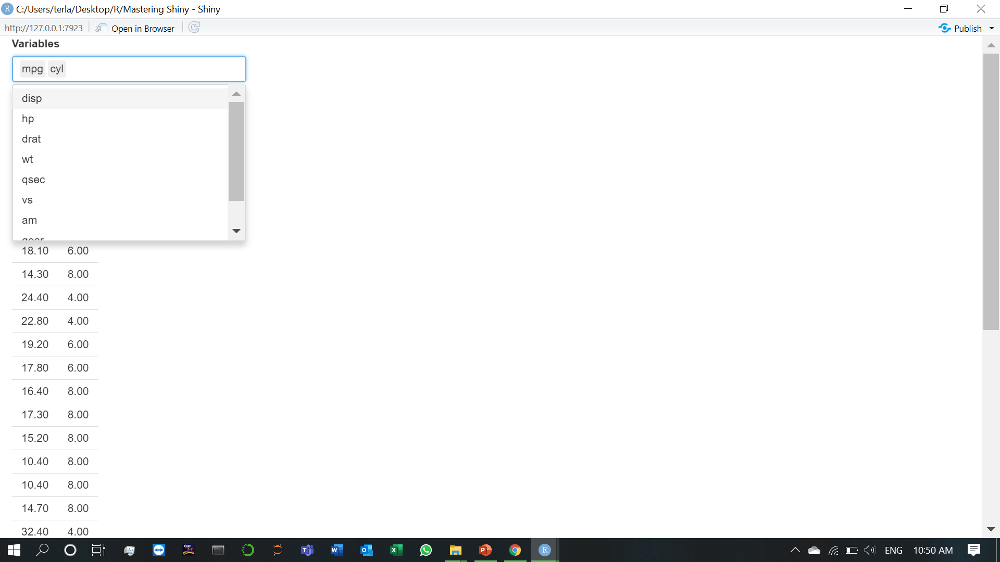 R C:/Users/terla/Desktop/R/Mastering Shiny - Shiny
http://127.0.0.1:7923 Open in Browser Publish
Variables
mpg cyl
disp
hp
drat
wt
qsec
vs
am
gear
18.10 6.00
14.30 8.00
24.40 4.00
22.80 4.00
19.20 6.00
17.80 6.00
16.40 8.00
17.30 8.00
15.20 8.00
10.40 8.00
10.40 8.00
14.70 8.00
32.40 4.00
CLD E-T T W O X P R ENG 10:50 AM